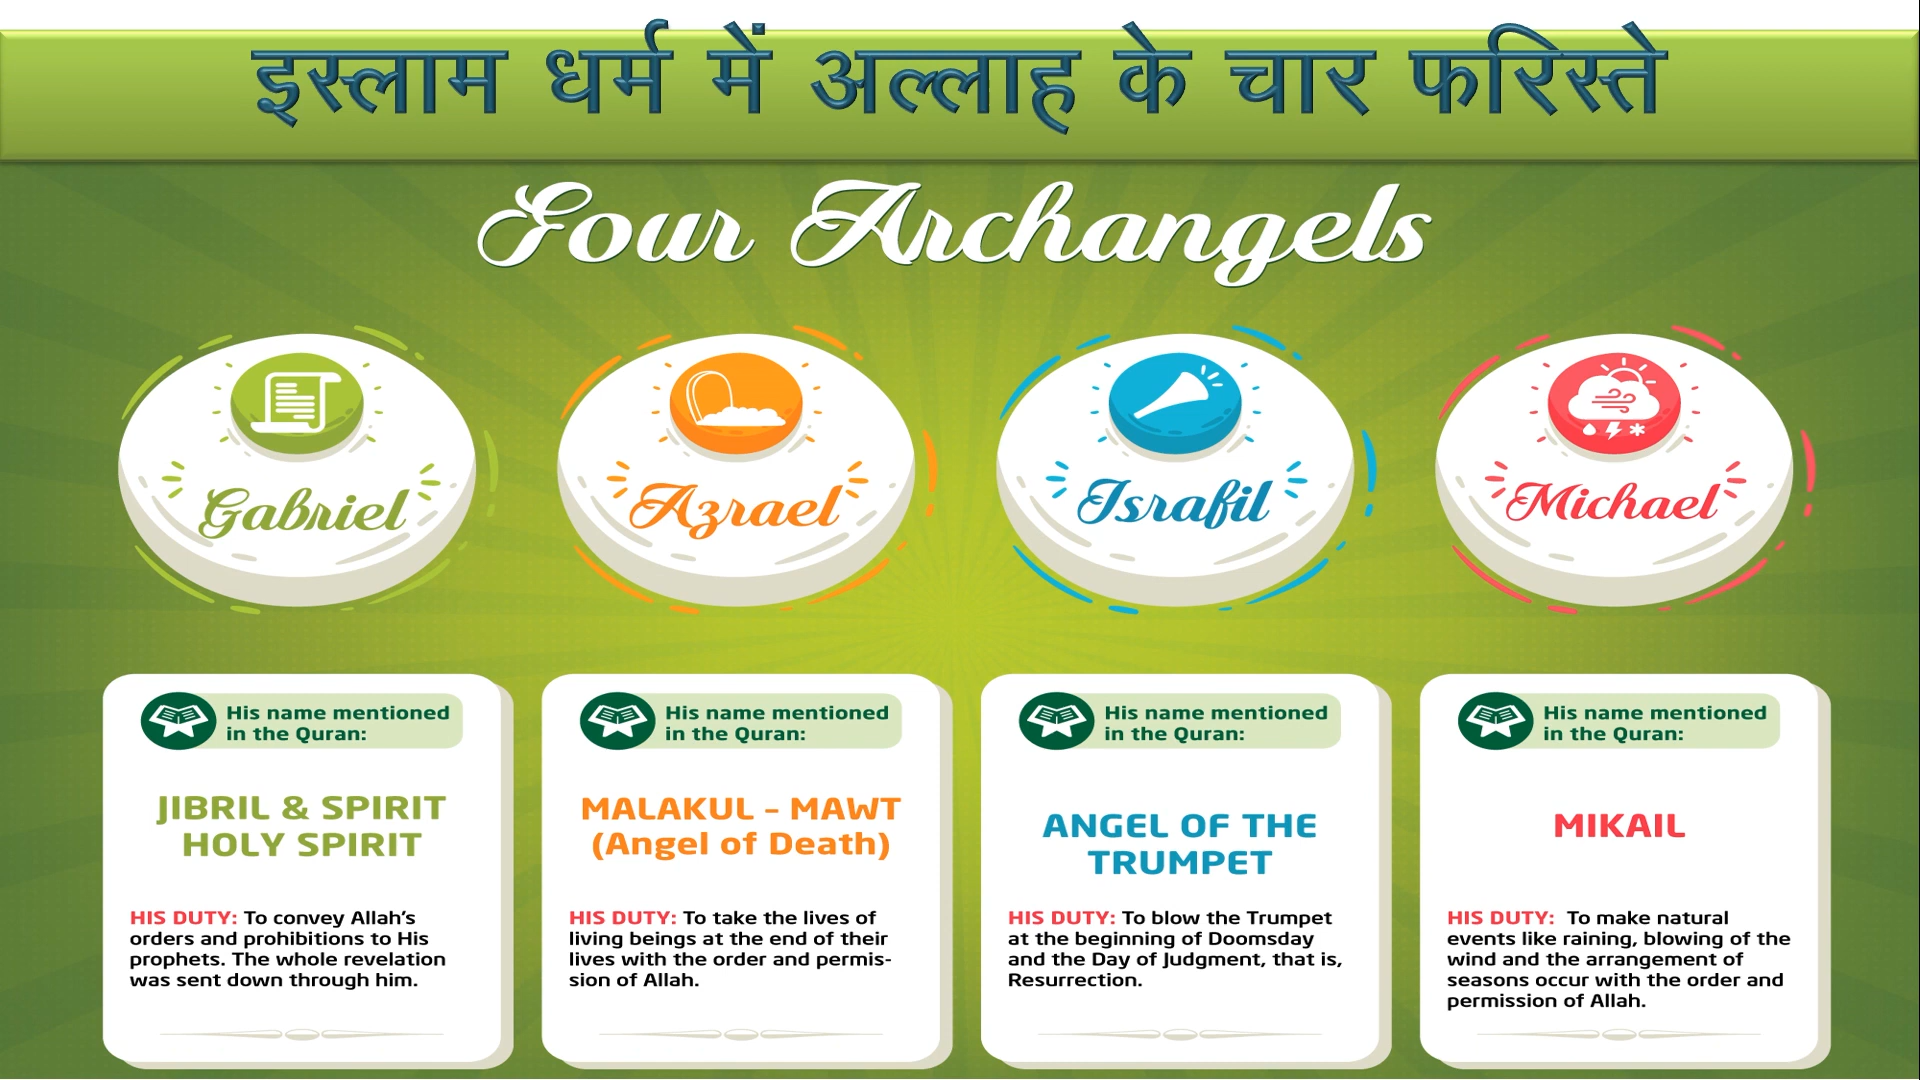 इस्लाम धर्म में अल्लाह के चार फरिस्ते
Four Archangels
Gabriel
Azrael
Israfil
Michael
His name mentioned
in the Quran:
JIBRIL & SPIRIT
HOLY SPIRIT
HIS DUTY: To convey Allah's
orders and prohibitions to His
prophets. The whole revelation
was sent down through him.
His name mentioned
in the Quran:
MALAKUL – MAWT
(Angel of Death)
HIS DUTY: To take the lives of
living beings at the end of their
lives with the order and permis-
sion of Allah.
His name mentioned
in the Quran:
ANGEL OF THE
TRUMPET
HIS DUTY: To blow the Trumpet
at the beginning of Doomsday
and the Day of Judgment, that is,
Resurrection.
His name mentioned
in the Quran:
MIKAIL
HIS DUTY: To make natural
events like raining, blowing of the
wind and the arrangement of
seasons occur with the order and
permission of Allah.